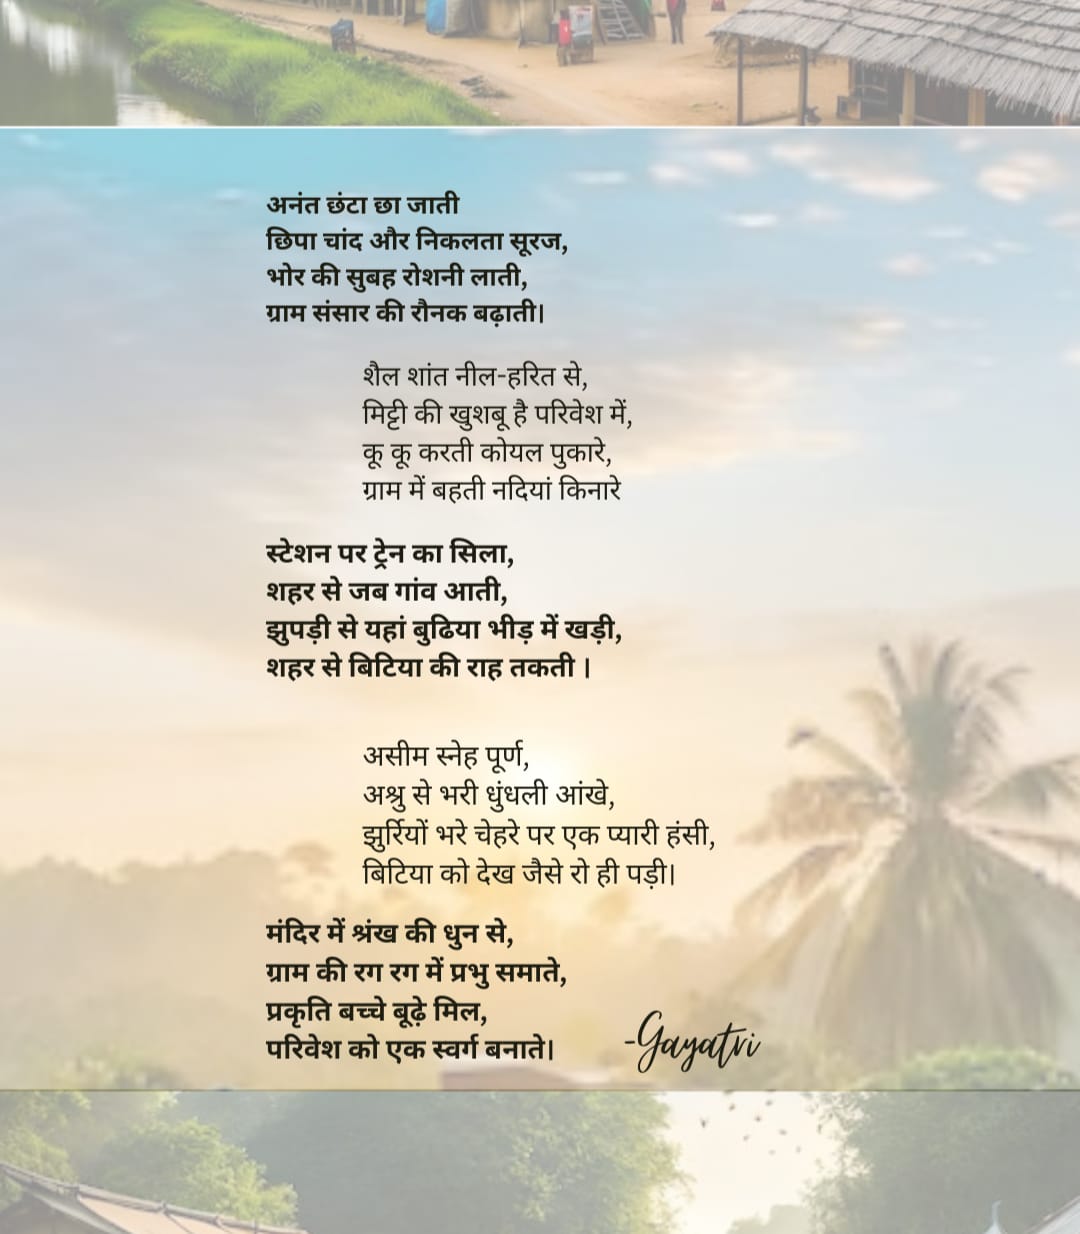 अनंत छंटा छा जाती
छिपा चांद और निकलता सूरज,
भोर की सुबह रोशनी लाती,
ग्राम संसार की रौनक बढ़ाती।
शैल शांत नील-हरित से,
मिट्टी की खुशबू है परिवेश में,
कू कू करती कोयल पुकारे,
ग्राम में बहती नदियां किनारे
स्टेशन पर ट्रेन का सिला,
शहर से जब गांव आती,
झुपड़ी से यहां बुढिया भीड़ में खड़ी,
शहर से बिटिया की राह तकती ।
असीम स्नेह पूर्ण,
अश्रु से भरी धुंधली आंखे,
झुर्रियों भरे चेहरे पर एक प्यारी हंसी,
बिटिया को देख जैसे रो ही पड़ी।
मंदिर में श्रंख की धुन से,
ग्राम की रग रग में प्रभु समाते,
प्रकृति बच्चे बूढ़े मिल,
परिवेश को एक स्वर्ग बनाते।
-Gayatri